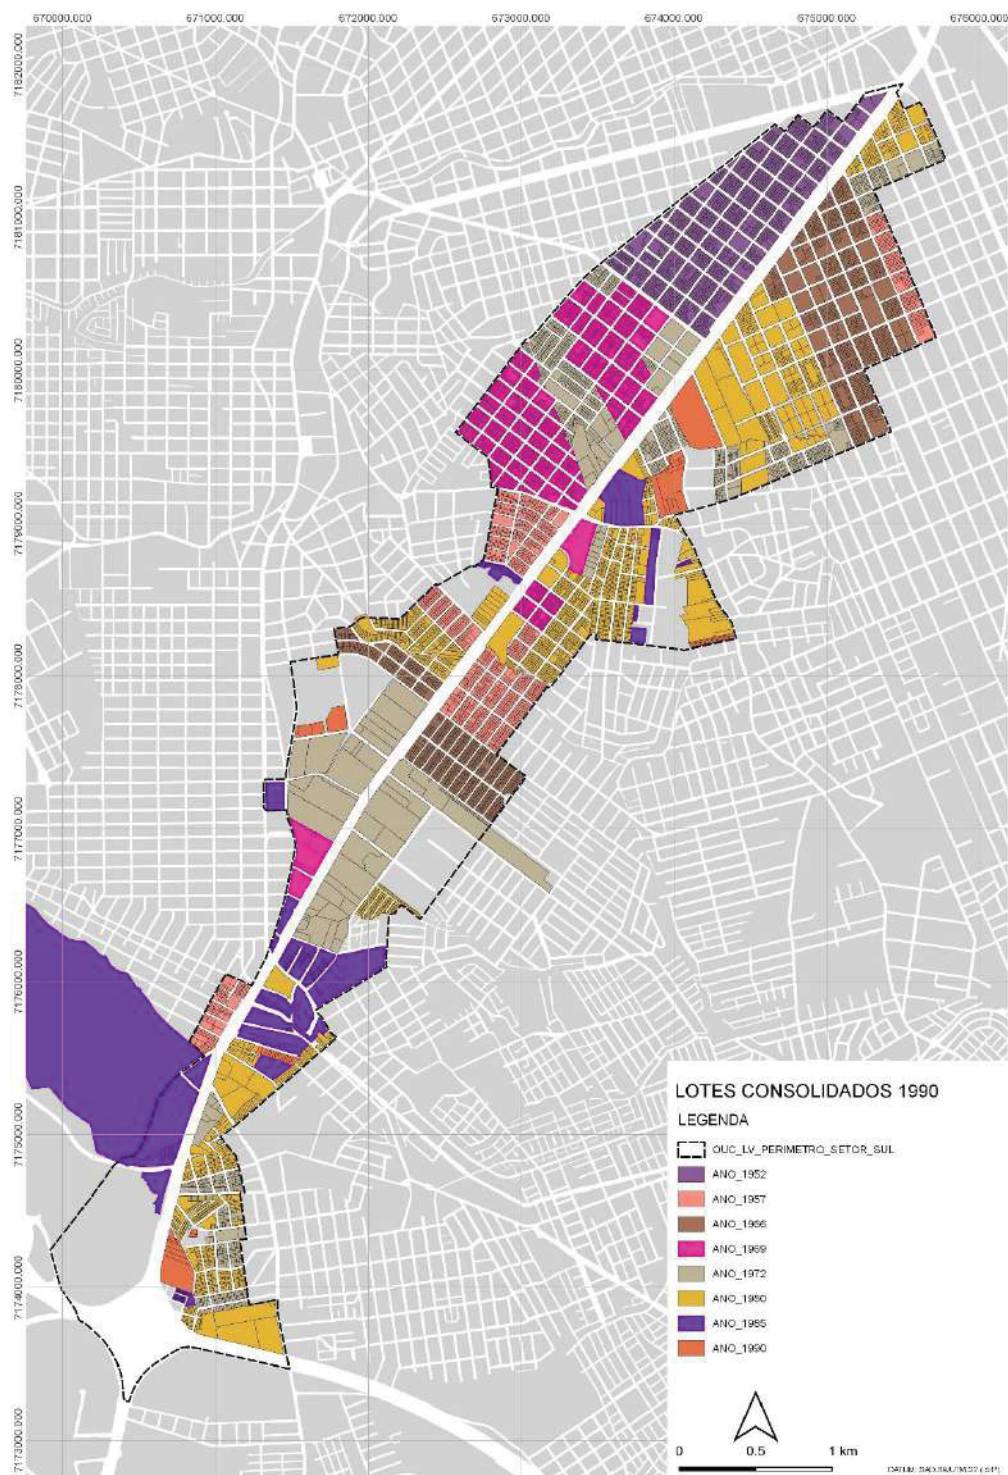 670000.000 671000.000 672000.000 673000.000 674000.000 675000.000 676000.000
7182000.000
7181000.000
7180000.000
7179000.000
7178000.000
7177000.000
7176000.000
7175000.000
7174000.000
7173000.000
LOTES CONSOLIDADOS 1990
LEGENDA
OUC_LV_PERIMETRO_SETOR_SUL
ANO_1952
ANO_1957
ANO_1966
ANO_1969
ANO_1972
ANO_1980
ANO_1985
ANO_1990
0 0.5 1 km